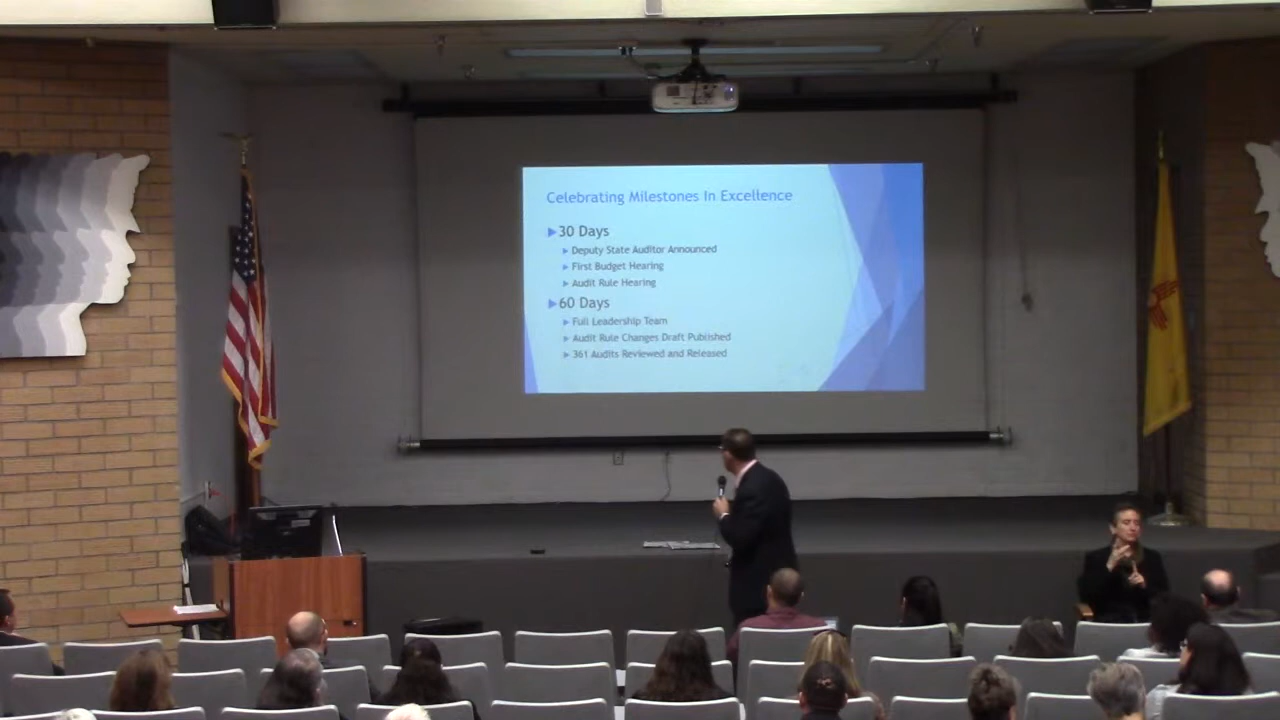 Celebrating Milestones In Excellence
30 Days
Deputy State Auditor Announced
First Budget Hearing
Audit Rule Hearing
60 Days
Full Leadership Team
Audit Rule Changes Draft Published
361 Audits Reviewed and Released